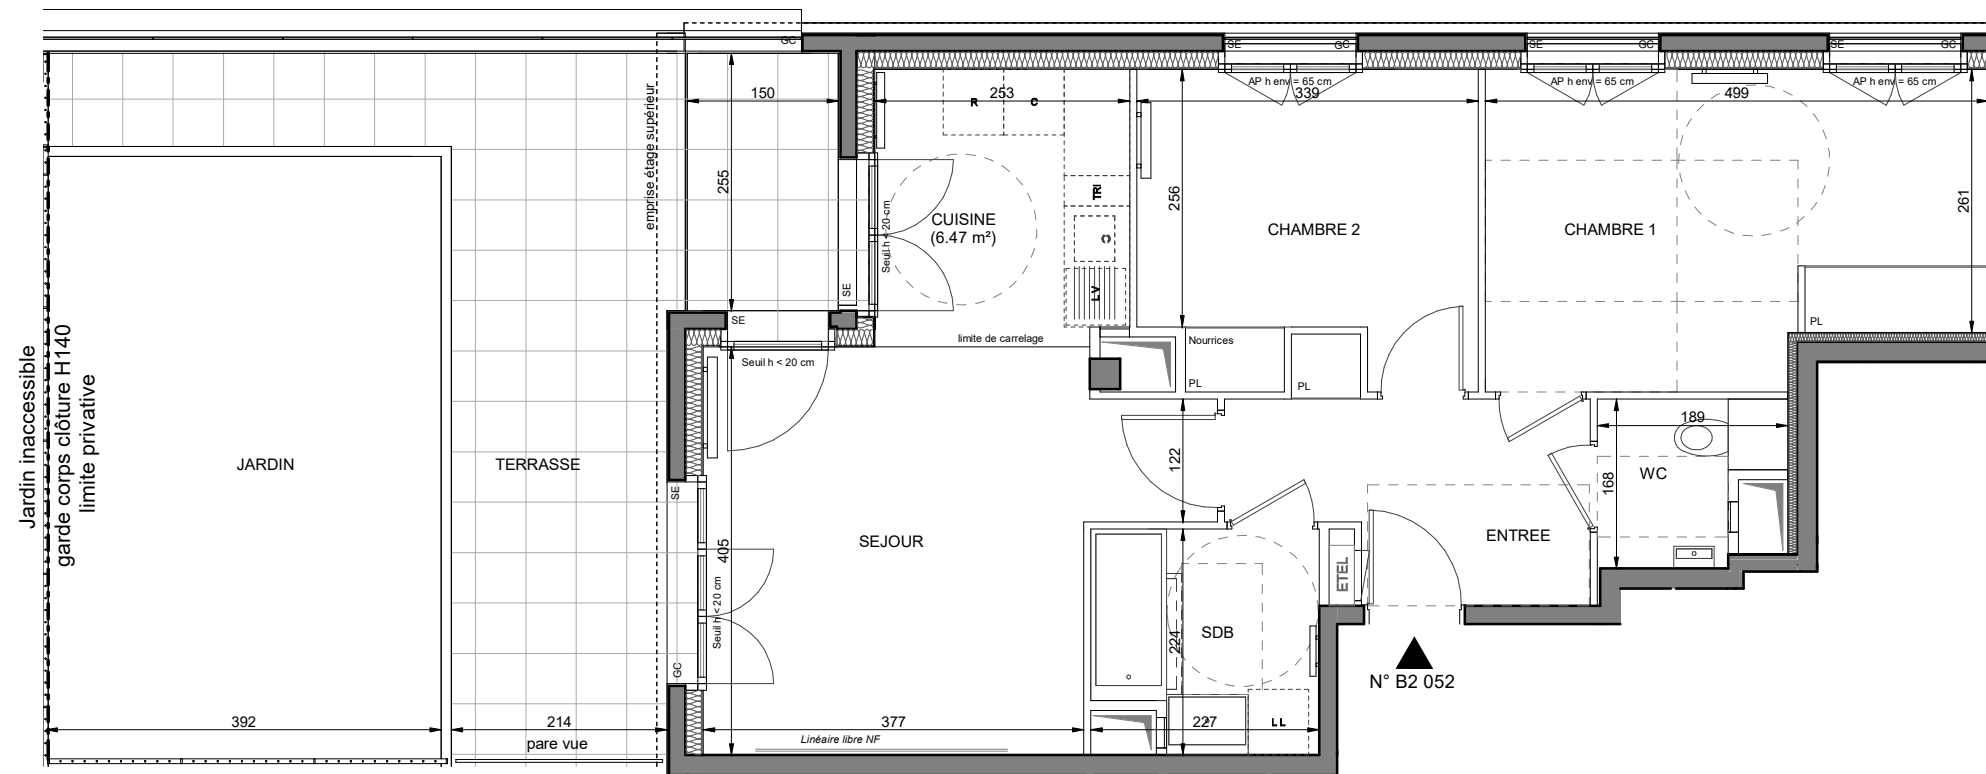 GC
SE
GC
SE
GC
SE
GC
AP h env = 65 cm
AP h env = 65 cm
AP h env = 65 cm
150
253
339
499
R
C
emprise étage supérieur
255
TRI
256
261
Seuil h < 20 cm
CUISINE
(6.47 m²)
CHAMBRE 2
CHAMBRE 1
LV
SE
SE
PL
limite de carrelage
Nourrices
Seuil h < 20 cm
PL
PL
Jardin inaccessible
garde corps clôture H140
limite privative
189
JARDIN
TERRASSE
122
168
WC
SE
SEJOUR
405
ENTREE
ETEL
Seuil h < 20 cm
SDB
224
GC
N° B2 052
392
214
377
227
LL
pare vue
Linéaire libre NF